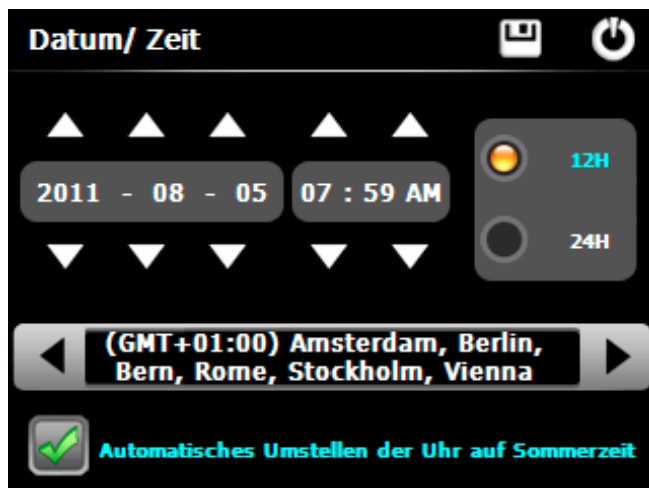 Datum/ Zeit
2011 - 08 - 05 07 : 59 AM
12H
24H
(GMT+01:00) Amsterdam, Berlin,
Bern, Rome, Stockholm, Vienna
Automatisches Umstellen der Uhr auf Sommerzeit